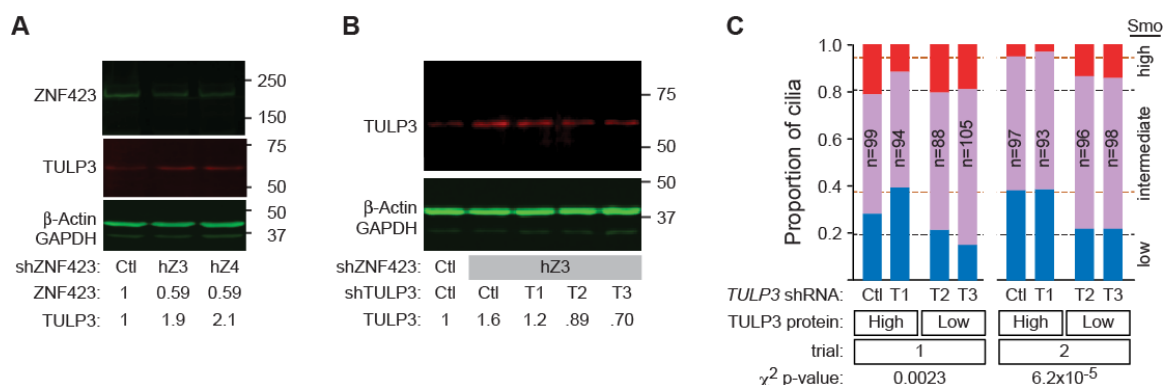 A
ZNF423
250
150
TULP3
75
50
β-Actin
50
GAPDH
37
shZNF423: Ctl hZ3 hZ4
ZNF423: 1 0.59 0.59
TULP3: 1 1.9 2.1
B
TULP3
75
50
β-Actin
50
GAPDH
37
shZNF423: Ctl hZ3
shTULP3: Ctl Ctl T1 T2 T3
TULP3: 1 1.6 1.2 .89 .70
C
Smo
Proportion of cilia
1.0
0.8
0.6
0.4
0.2
n=99
n=94
n=88
n=105
n=97
n=93
n=96
n=98
high
intermediate
low
TULP3 shRNA: Ctl T1 T2 T3 Ctl T1 T2 T3
TULP3 protein: High Low High Low
trial: 1 2
χ2 p-value: 0.0023 6.2x10-5